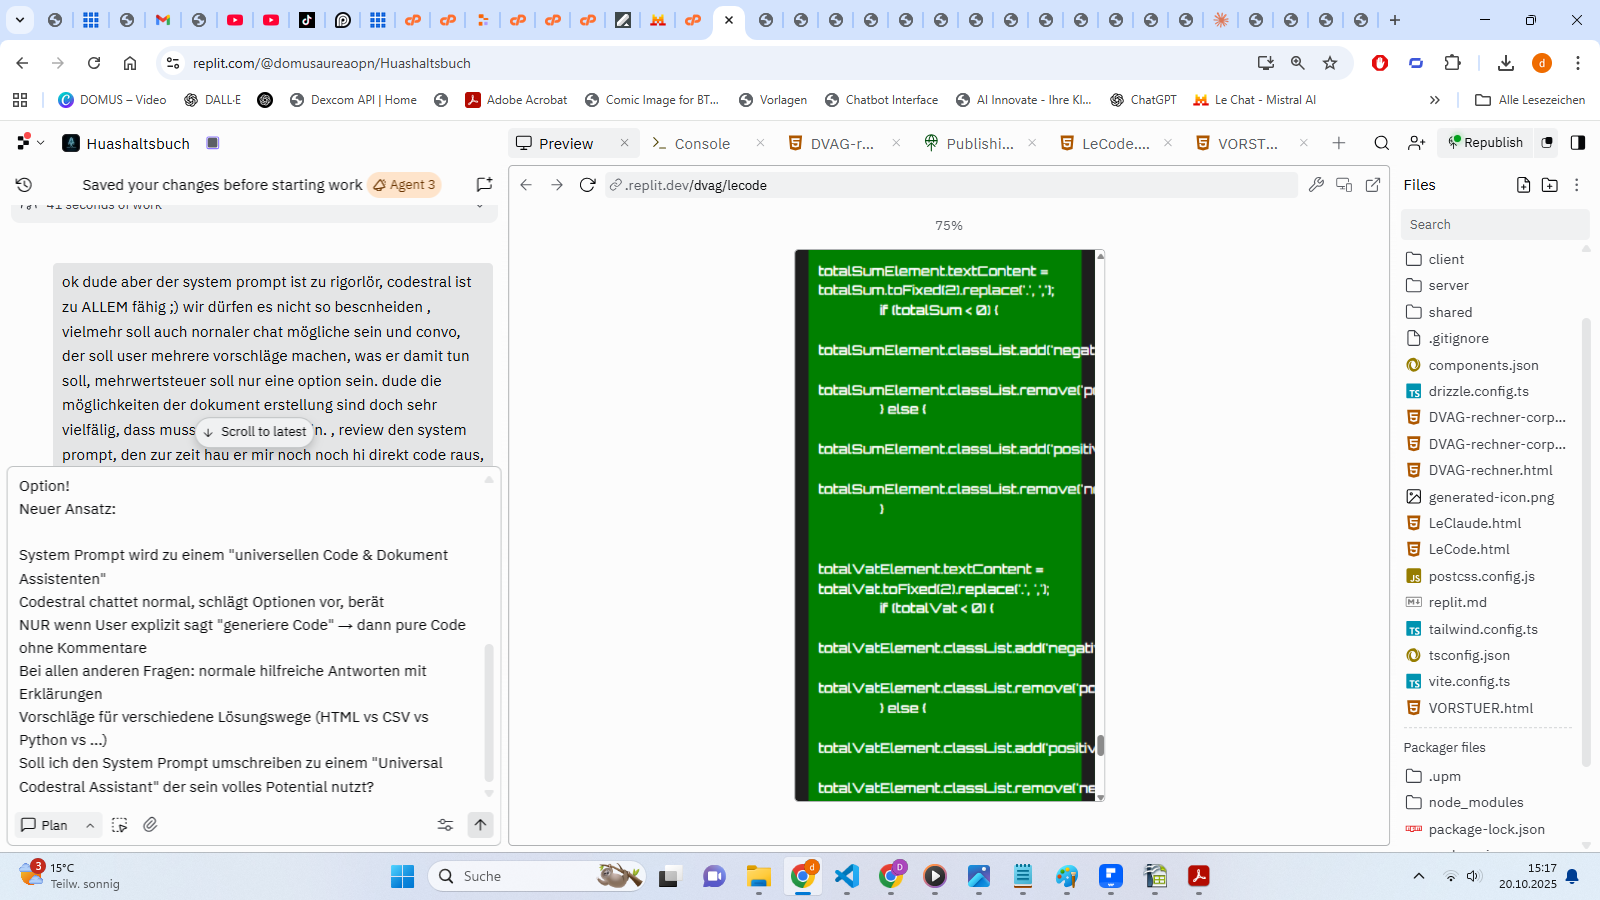 replit.com/@domusaureaopn/Huashaltsbuch
DOMUS – Video
DALL·E
Dexcom API | Home
Adobe Acrobat
Comic Image for BT...
Vorlagen
Chatbot Interface
AI Innovate - Ihre KI...
ChatGPT
Le Chat - Mistral AI
Alle Lesezeichen
Huashaltsbuch
Preview
Console
DVAG-r...
Publishi...
LeCode....
VORST...
Republish
Saved your changes before starting work
Agent 3
.replit.dev/dvag/lecode
Files
41 seconds of work
75%
Search
ok dude aber der system prompt ist zu rigorlör, codestral ist
zu ALLEM fähig ;) wir dürfen es nicht so bescnheiden ,
vielmehr soll auch nornaler chat mögliche sein und convo,
der soll user mehrere vorschläge machen, was er damit tun
soll, mehrwertsteuer soll nur eine option sein. dude die
möglichkeiten der dokument erstellung sind doch sehr
vielfälig, dass muss
n. , review den system
prompt, den zur zeit hau er mir noch noch hi direkt code raus,
Scroll to latest
Option!
Neuer Ansatz:
System Prompt wird zu einem "universellen Code & Dokument
Assistenten"
Codestral chattet normal, schlägt Optionen vor, berät
NUR wenn User explizit sagt "generiere Code" → dann pure Code
ohne Kommentare
Bei allen anderen Fragen: normale hilfreiche Antworten mit
Erklärungen
Vorschläge für verschiedene Lösungswege (HTML vs CSV vs
Python vs ...)
Soll ich den System Prompt umschreiben zu einem "Universal
Codestral Assistant" der sein volles Potential nutzt?
Plan
totalSumElement.textContent =
totalSum.toFixed(2).replace('.', ',');
if (totalSum < 0) {
totalSumElement.classList.add('negat
totalSumElement.classList.remove('po
} else {
totalSumElement.classList.add('positiv
totalSumElement.classList.remove('ne
}
totalVatElement.textContent =
totalVat.toFixed(2).replace('.', ',');
if (totalVat < 0) {
totalVatElement.classList.add('negati
totalVatElement.classList.remove('po
} else {
totalVatElement.classList.add('positiv
totalVatElement.classList.remove('ne
client
server
shared
.gitignore
components.json
drizzle.config.ts
DVAG-rechner-corp...
DVAG-rechner-corp...
DVAG-rechner.html
generated-icon.png
LeClaude.html
LeCode.html
postcss.config.js
replit.md
tailwind.config.ts
tsconfig.json
vite.config.ts
VORSTUER.html
Packager files
.upm
node_modules
package-lock.json
3
15°C
Teilw. sonnig
Suche
15:17
20.10.2025